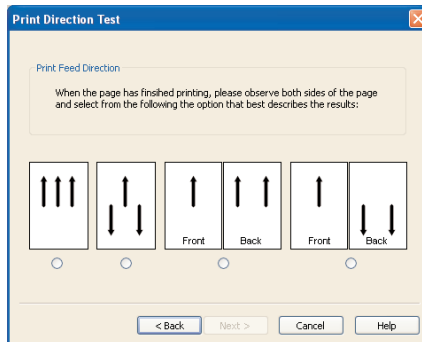 Print Direction Test
Print Feed Direction
When the page has finsihed printing, please observe both sides of the page
and select from the following the option that best describes the results:
Front Back Front Back
< Back Next > Cancel Help